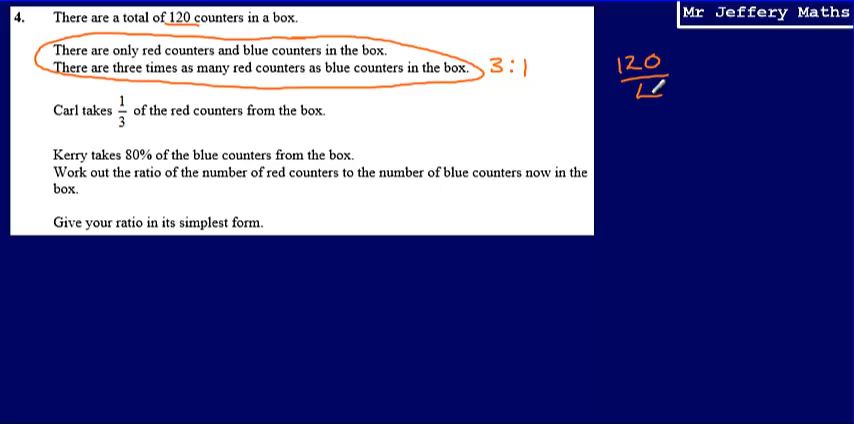 Mr Jeffery Maths
4. There are a total of 120 counters in a box.
There are only red counters and blue counters in the box.
There are three times as many red counters as blue counters in the box. 3:1
120
Carl takes 1/3 of the red counters from the box.
Kerry takes 80% of the blue counters from the box.
Work out the ratio of the number of red counters to the number of blue counters now in the
box.
Give your ratio in its simplest form.